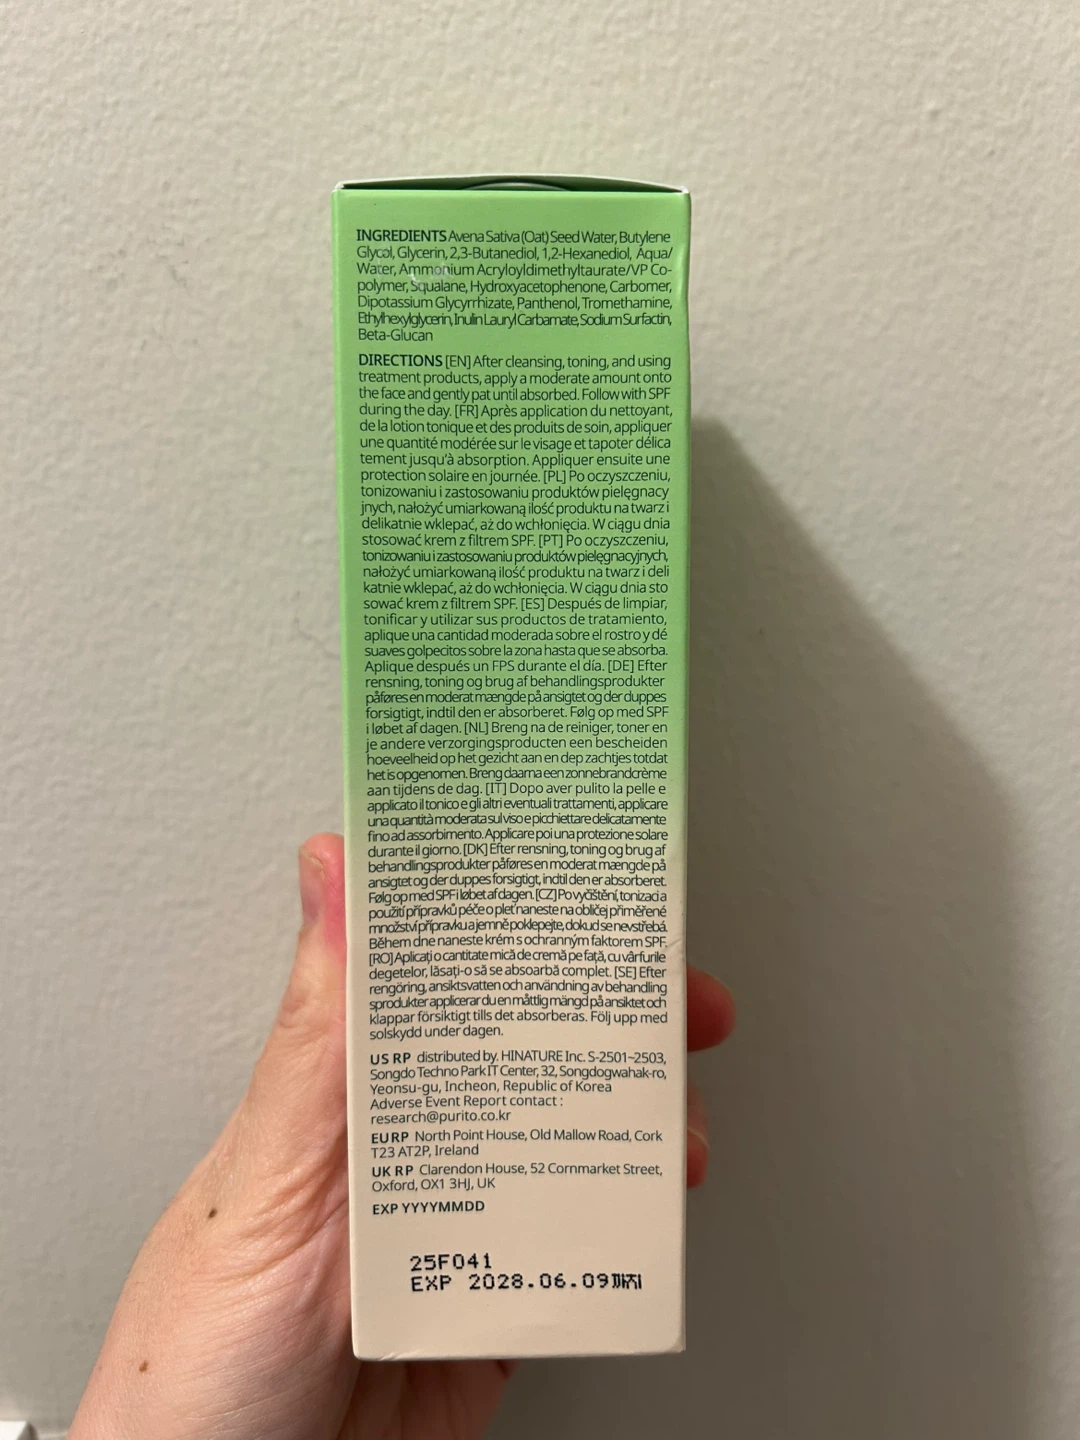 INGREDIENTS Avena Sativa (Oat) Seed Water, Butylene
Glycol, Glycerin, 2,3-Butanediol, 1,2-Hexanediol, Aqua/
Water, Ammonium Acryloyldimethyltaurate/VP Co-
polymer, Squalane, Hydroxyacetophenone, Carbomer,
Dipotassium Glycyrrhizate, Panthenol, Tromethamine,
Ethylhexylglycerin, Inulin Lauryl Carbamate, Sodium Surfactin,
Beta-Glucan
DIRECTIONS [EN] After cleansing, toning, and using
treatment products, apply a moderate amount onto
the face and gently pat until absorbed. Follow with SPF
during the day. [FR] Après application du nettoyant,
de la lotion tonique et des produits de soin, appliquer
une quantité modérée sur le visage et tapoter délica
tement jusqu'à absorption. Appliquer ensuite une
protection solaire en journée. [PL] Po oczyszczeniu,
tonizowaniu i zastosowaniu produktów pielęgnacy
jnych, nałożyć umiarkowaną ilość produktu na twarz i
delikatnie wklepać, aż do wchłonięcia. W ciągu dnia
stosować krem z filtrem SPF. [PT] Po oczyszczeniu,
tonizowaniu i zastosowaniu produktów pielęgnacyjnych,
nałożyć umiarkowaną ilość produktu na twarz i deli
katnie wklepać, aż do wchłonięcia. W ciągu dnia sto
sować krem z filtrem SPF. [ES] Después de limpiar,
tonificar y utilizar sus productos de tratamiento,
aplique una cantidad moderada sobre el rostro y dé
suaves golpecitos sobre la zona hasta que se absorba.
Aplique después un FPS durante el día. [DE] Efter
rensning, toning og brug af behandlingsprodukter
påføres en moderat mængde på ansigtet og der duppes
forsigtigt, indtil den er absorberet. Følg op med SPF
i løbet af dagen. [NL] Breng na de reiniger, toner en
je andere verzorgingsproducten een bescheiden
hoeveelheid op het gezicht aan en dep zachtjes totdat
het is opgenomen. Breng daarna een zonnebrandcrème
aan tijdens de dag. [IT] Dopo aver pulito la pelle e
applicato il tonico e gli altri eventuali trattamenti, applicare
una quantità moderata sul viso e picchiettare delicatamente
fino ad assorbimento. Applicare poi una protezione solare
durante il giorno. [DK] Efter rensning, toning og brug af
behandlingsprodukter påføres en moderat mængde på
ansigtet og der duppes forsigtigt, indtil den er absorberet.
Følg op med SPF i løbet af dagen. [CZ] Po vyčištění, tonizaci a
použití přípravků péče o pleť naneste na obličej přiměřené
množství přípravku a jemně poklepejte, dokud se nevstřebá.
Během dne naneste krém s ochranným faktorem SPF.
[RO] Aplicați o cantitate mică de cremă pe față, cu vârfurile
degetelor, lăsați-o să se absoarbă complet. [SE] Efter
rengöring, ansiktsvatten och användning av behandling
sprodukter applicerar du en måttlig mängd på ansiktet och
klappar försiktigt tills det absorberas. Följ upp med
solskydd under dagen.
US RP distributed by. HINATURE Inc. S-2501~2503,
Songdo Techno Park IT Center, 32, Songdogwahak-ro,
Yeonsu-gu, Incheon, Republic of Korea
Adverse Event Report contact :
research@purito.co.kr
EU RP North Point House, Old Mallow Road, Cork
T23 AT2P, Ireland
UK RP Clarendon House, 52 Cornmarket Street,
Oxford, OX1 3HJ, UK
EXP YYYYMMDD
25F041
EXP 2028.06.09까지